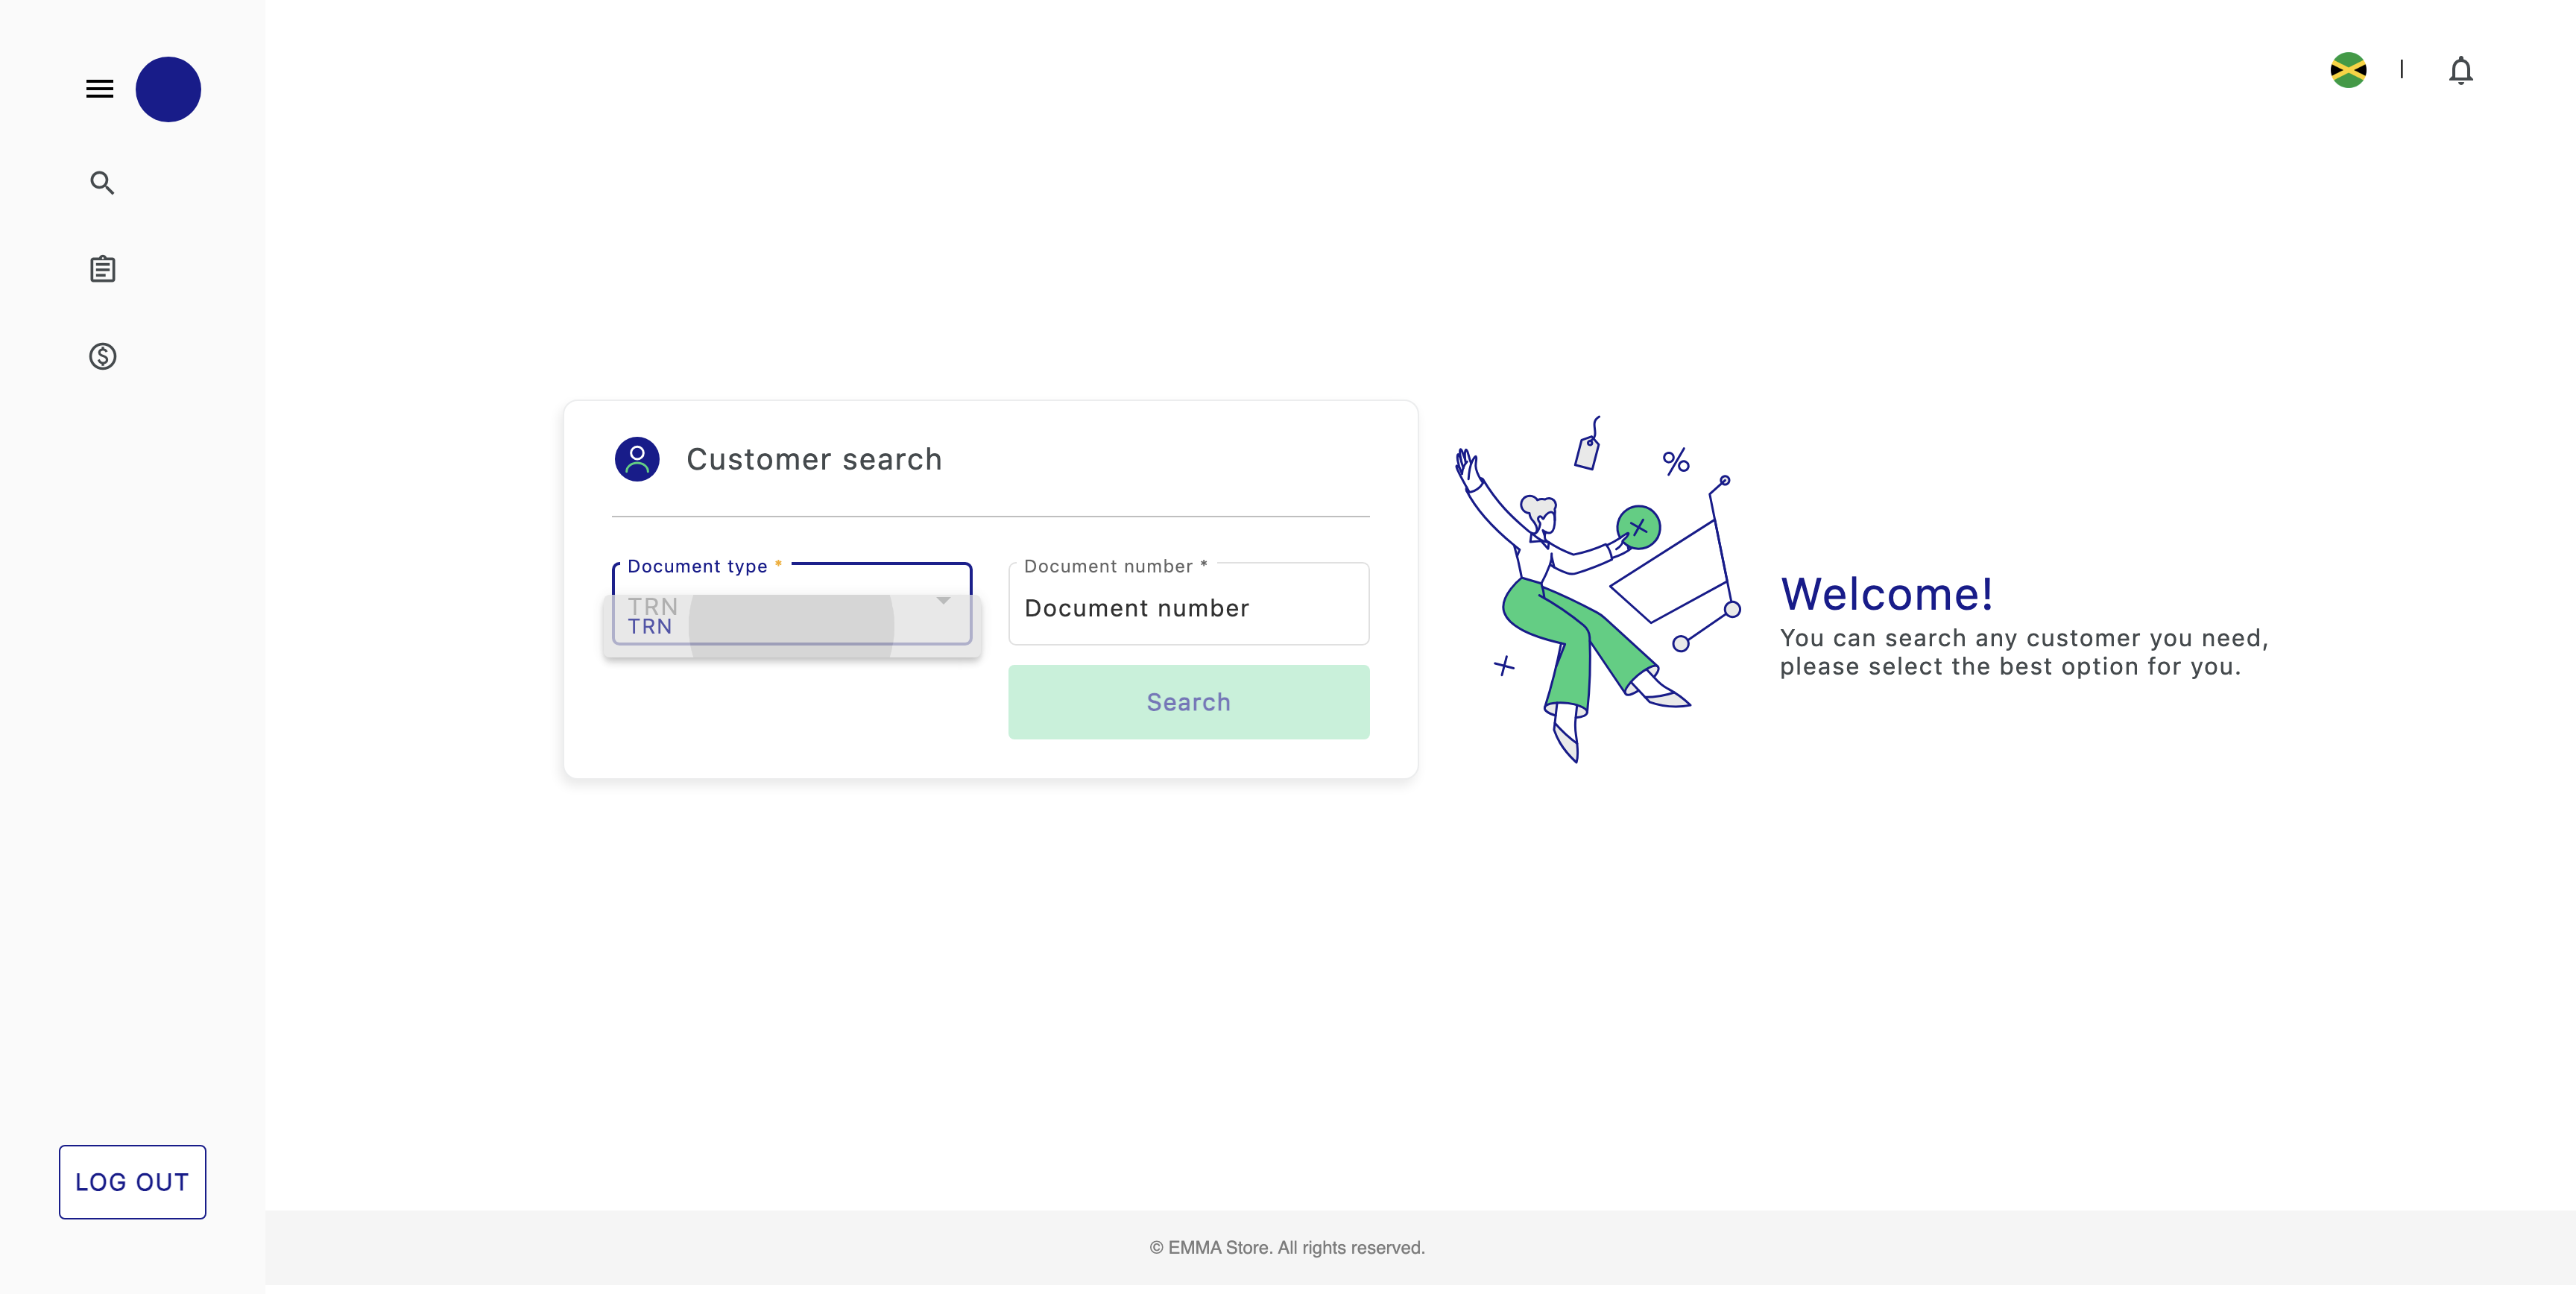 Customer search
Document type *
TRN
TRN
Document number *
Document number
Search
Welcome!
You can search any customer you need,
please select the best option for you.
LOG OUT
© EMMA Store. All rights reserved.